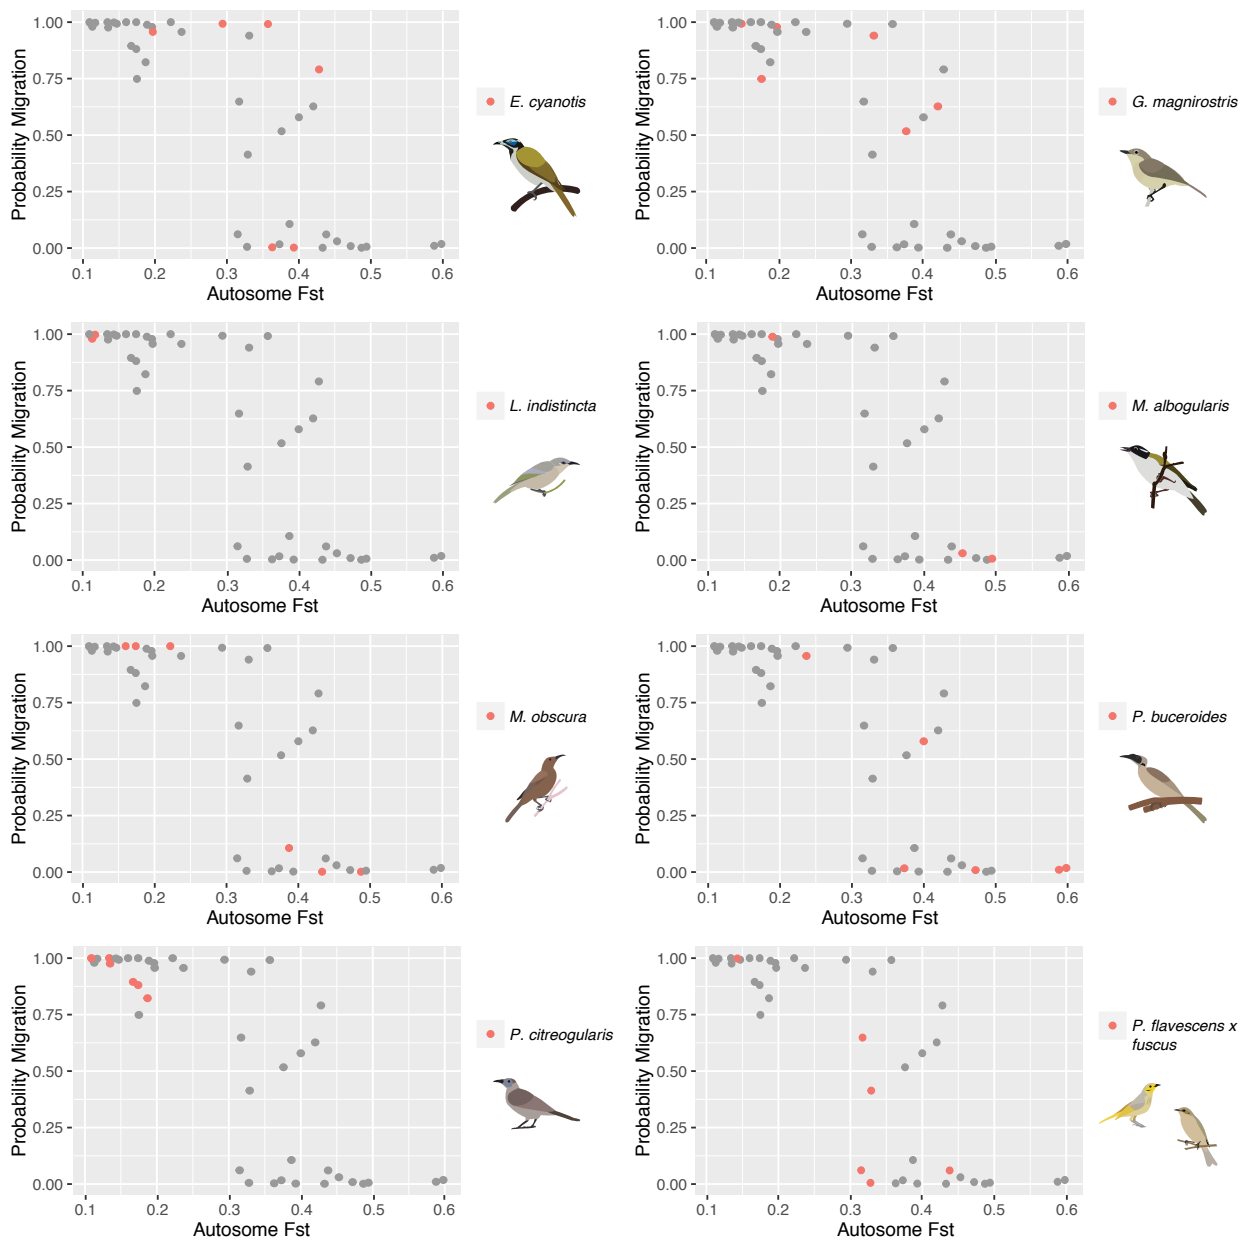 Probability Migration
1.00
0.75
0.50
0.25
0.00
0.1 0.2 0.3 0.4 0.5 0.6
Autosome Fst
E. cyanotis
Probability Migration
1.00
0.75
0.50
0.25
0.00
0.1 0.2 0.3 0.4 0.5 0.6
Autosome Fst
G. magnirostris
Probability Migration
1.00
0.75
0.50
0.25
0.00
0.1 0.2 0.3 0.4 0.5 0.6
Autosome Fst
L. indistincta
Probability Migration
1.00
0.75
0.50
0.25
0.00
0.1 0.2 0.3 0.4 0.5 0.6
Autosome Fst
M. albogularis
Probability Migration
1.00
0.75
0.50
0.25
0.00
0.1 0.2 0.3 0.4 0.5 0.6
Autosome Fst
M. obscura
Probability Migration
1.00
0.75
0.50
0.25
0.00
0.1 0.2 0.3 0.4 0.5 0.6
Autosome Fst
P. buceroides
Probability Migration
1.00
0.75
0.50
0.25
0.00
0.1 0.2 0.3 0.4 0.5 0.6
Autosome Fst
P. citreogularis
Probability Migration
1.00
0.75
0.50
0.25
0.00
0.1 0.2 0.3 0.4 0.5 0.6
Autosome Fst
P. flavescens x
fuscus